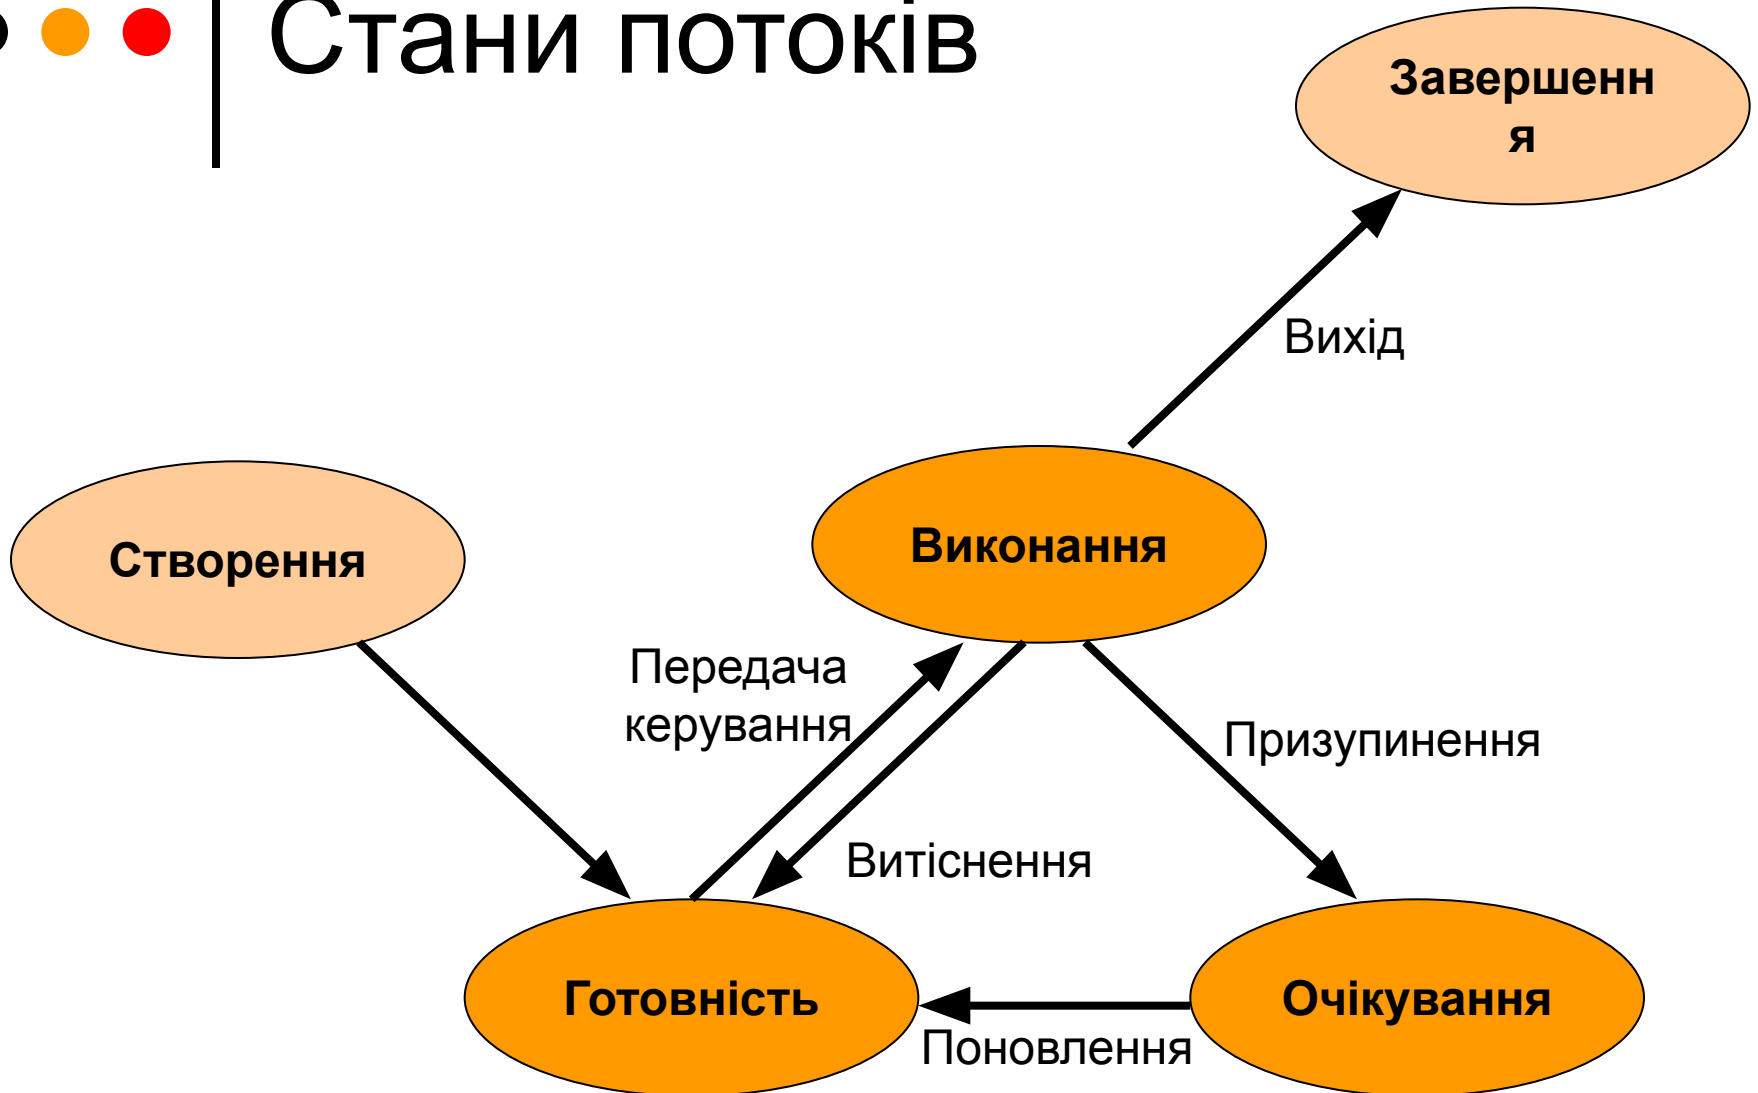 Стани потоків
Завершенн
я
Вихід
Створення
Виконання
Передача
керування
Призупинення
Витіснення
Готовність
Очікування
Поновлення